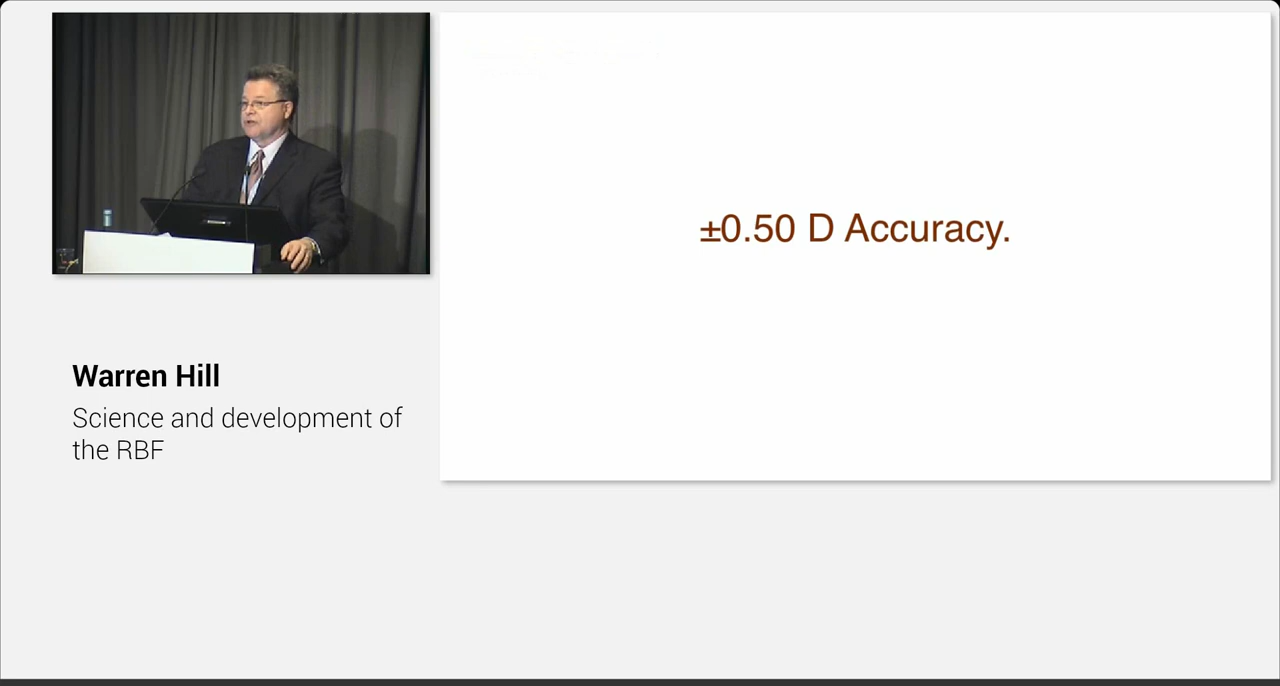 ±0.50 D Accuracy.
Warren Hill
Science and development of
the RBF